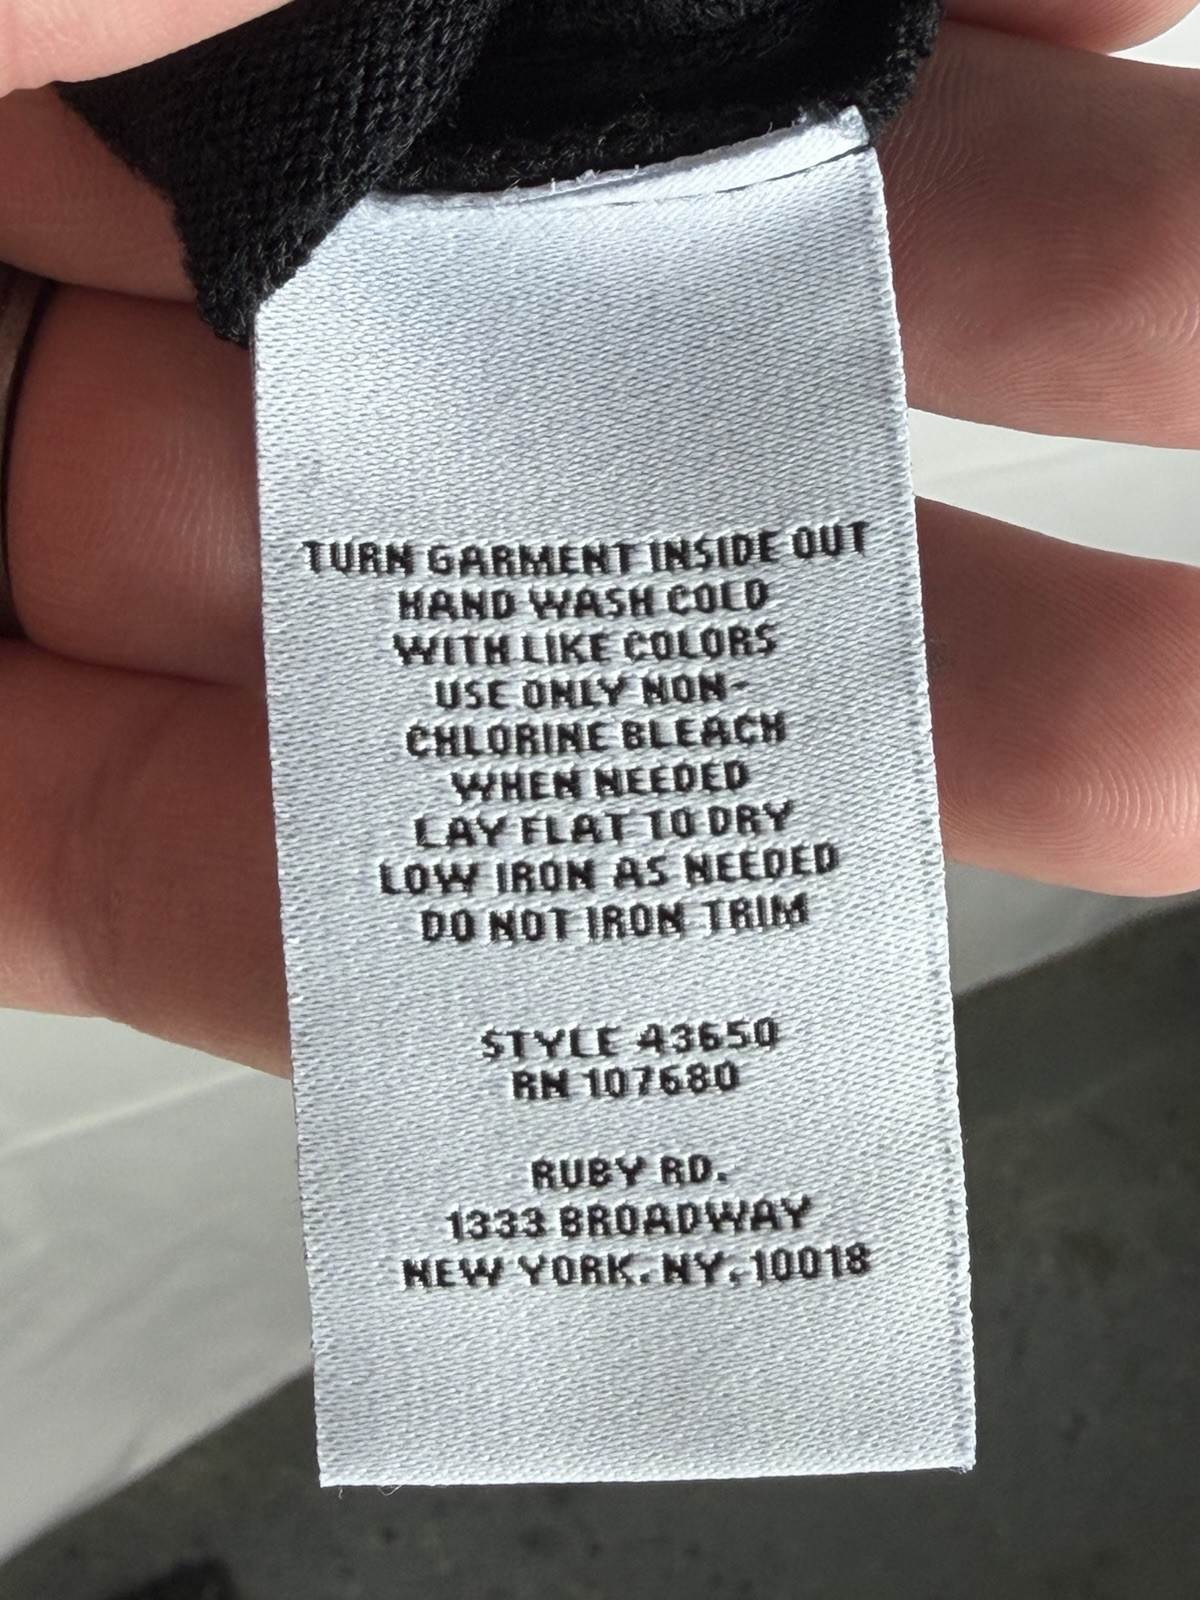 TURN GARMENT INSIDE OUT
HAND WASH COLD
WITH LIKE COLORS
USE ONLY NON-
CHLORINE BLEACH
WHEN NEEDED
LAY FLAT TO DRY
LOW IRON AS NEEDED
DO NOT IRON TRIM
STYLE 43650
RN 107680
RUBY RD.
1333 BROADWAY
NEW YORK, NY, 10018